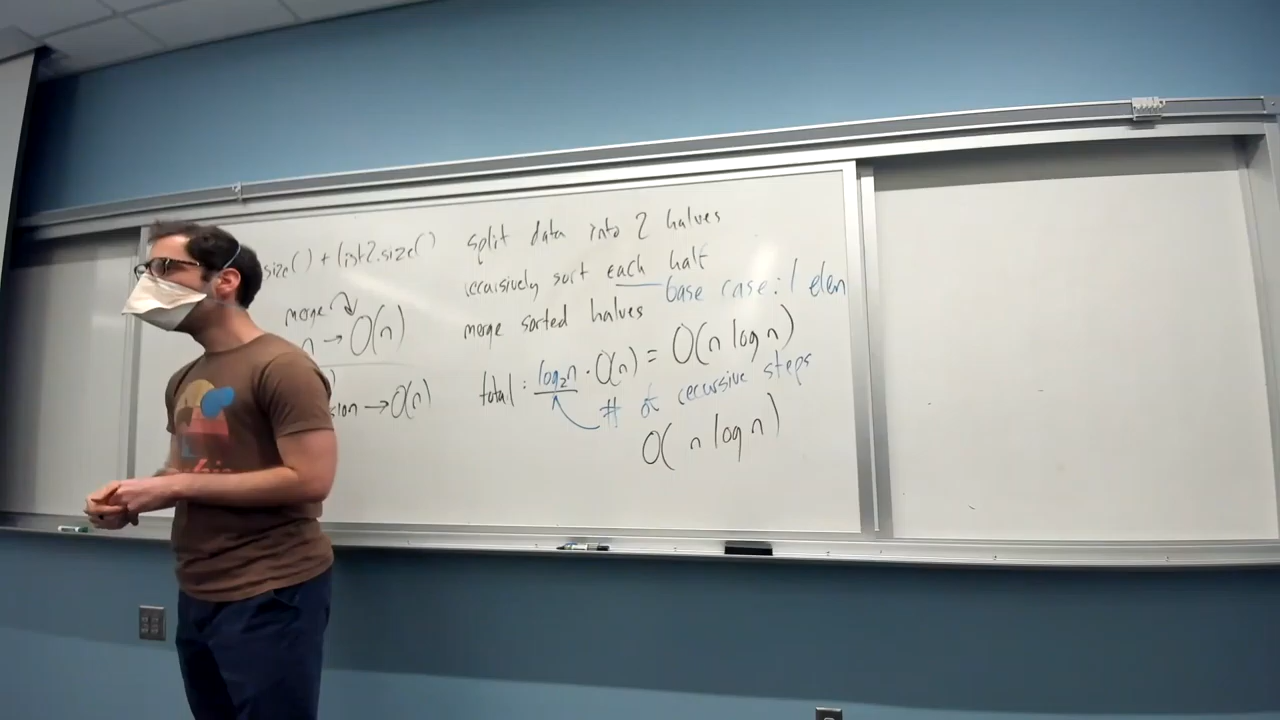 size() + list2.size()
merge
n → O(n)
→ O(n)
split data into 2 halves
recursively sort each half
base case: 1 elem
merge sorted halves
total: log₂n · O(n) = O(n log n)
# of recursive steps
O( n log n)